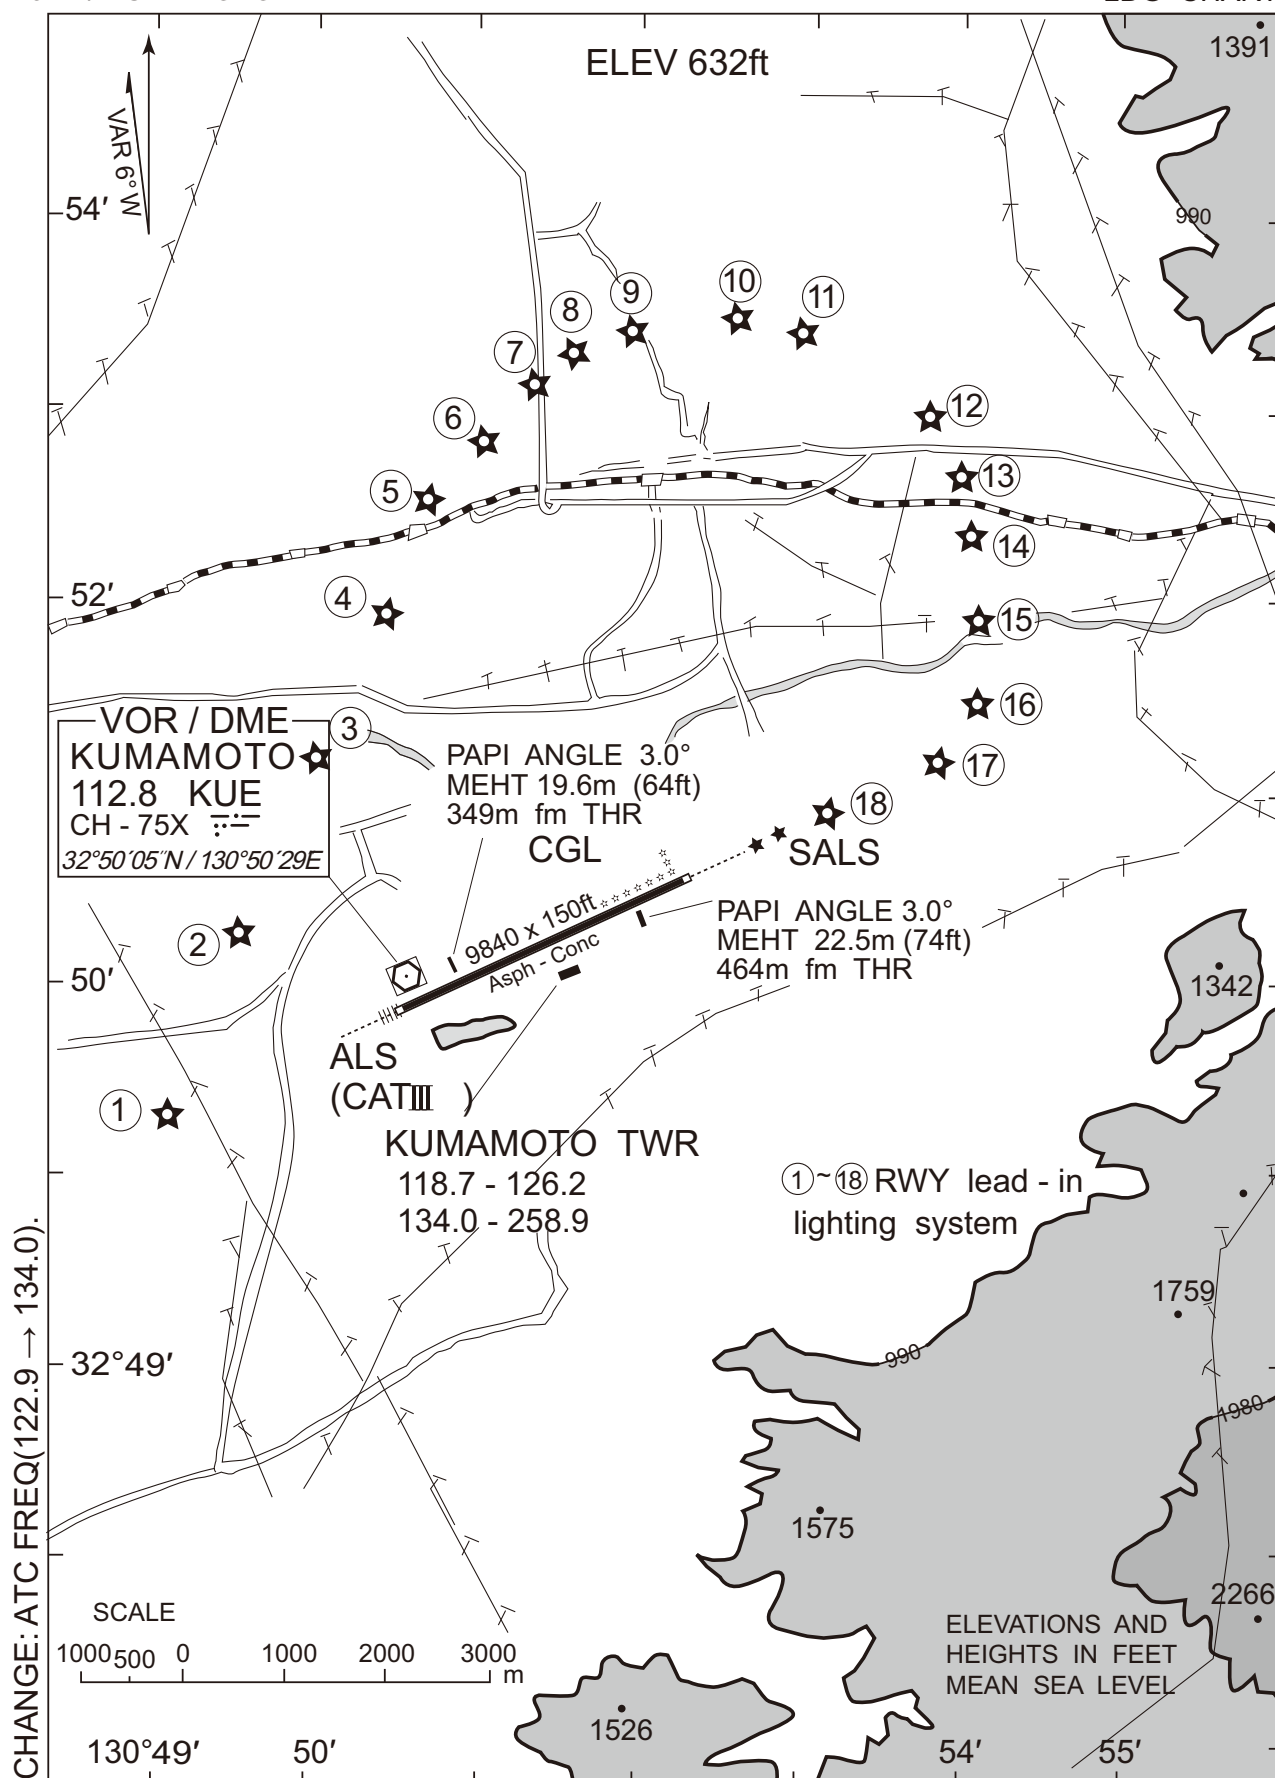 ELEV 632ft
1391
VAR 6° W
54′
990
9
10
11
8
7
6
12
5
13
14
52′
4
15
16
3
VOR / DME
KUMAMOTO
112.8 KUE
CH - 75X
32°50′05″N / 130°50′29E
PAPI ANGLE 3.0°
MEHT 19.6m (64ft)
349m fm THR
CGL
17
18
SALS
9840 x 150ft
Asph - Conc
PAPI ANGLE 3.0°
MEHT 22.5m (74ft)
464m fm THR
2
50′
1342
ALS
(CATⅢ )
1
KUMAMOTO TWR
118.7 - 126.2
134.0 - 258.9
1~18 RWY lead - in
lighting system
1759
32°49′
990
1980
1575
2266
SCALE
1000 500 0 1000 2000 3000 m
ELEVATIONS AND
HEIGHTS IN FEET
MEAN SEA LEVEL
1526
130°49′ 50′ 54′ 55′
CHANGE: ATC FREQ(122.9 → 134.0).